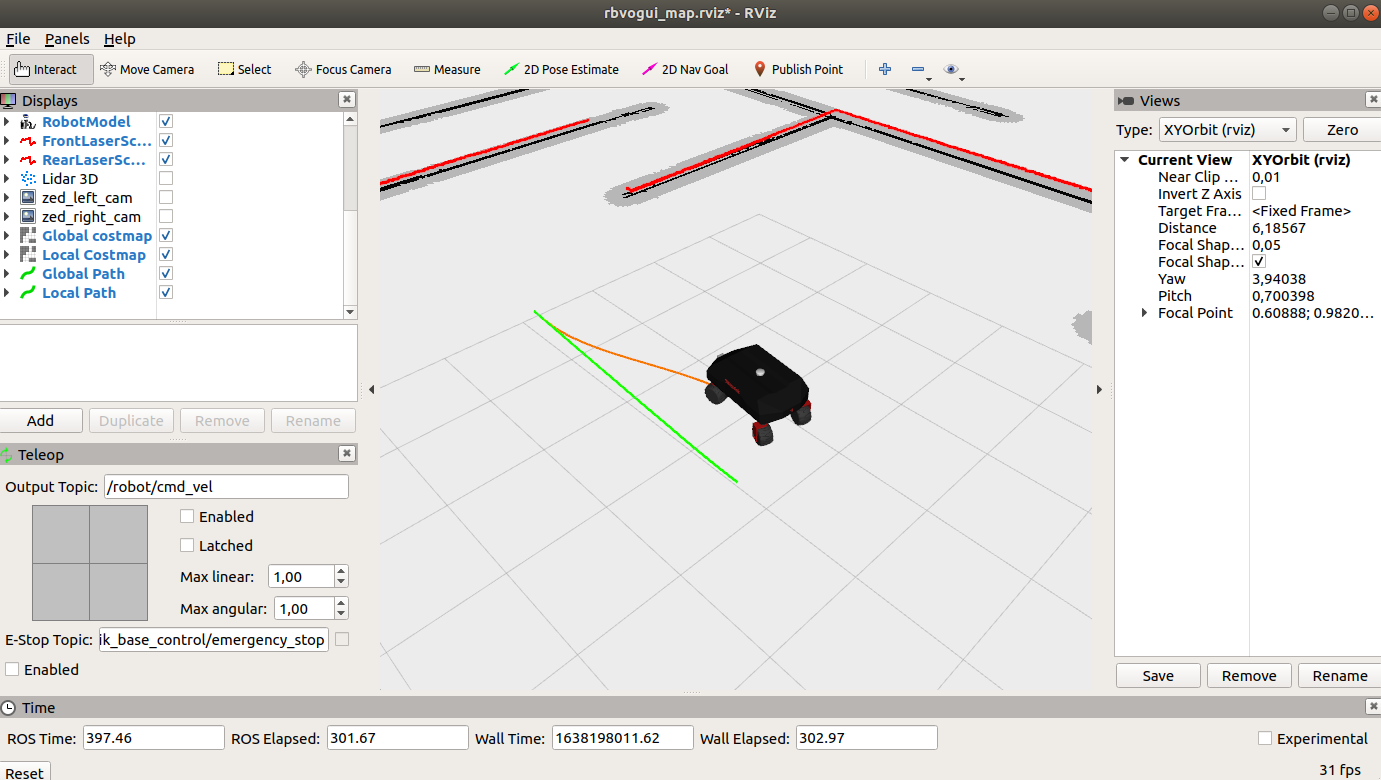 rbvogui_map.rviz* - RViz
File Panels Help
Interact Move Camera Select Focus Camera Measure 2D Pose Estimate 2D Nav Goal Publish Point
Displays
RobotModel
FrontLaserSc...
RearLaserSc...
Lidar 3D
zed_left_cam
zed_right_cam
Global costmap
Local Costmap
Global Path
Local Path
Add Duplicate Remove Rename
Teleop
Output Topic: /robot/cmd_vel
Enabled
Latched
Max linear: 1,00
Max angular: 1,00
E-Stop Topic: ik_base_control/emergency_stop
Enabled
Views
Type: XYOrbit (rviz) Zero
Current View XYOrbit (rviz)
Near Clip ... 0,01
Invert Z Axis
Target Fra... <Fixed Frame>
Distance 6,18567
Focal Shap... 0,05
Focal Shap...
Yaw 3,94038
Pitch 0,700398
Focal Point 0.60888; 0.9820...
Save Remove Rename
Time
ROS Time: 397.46 ROS Elapsed: 301.67 Wall Time: 1638198011.62 Wall Elapsed: 302.97 Experimental
Reset 31 fps